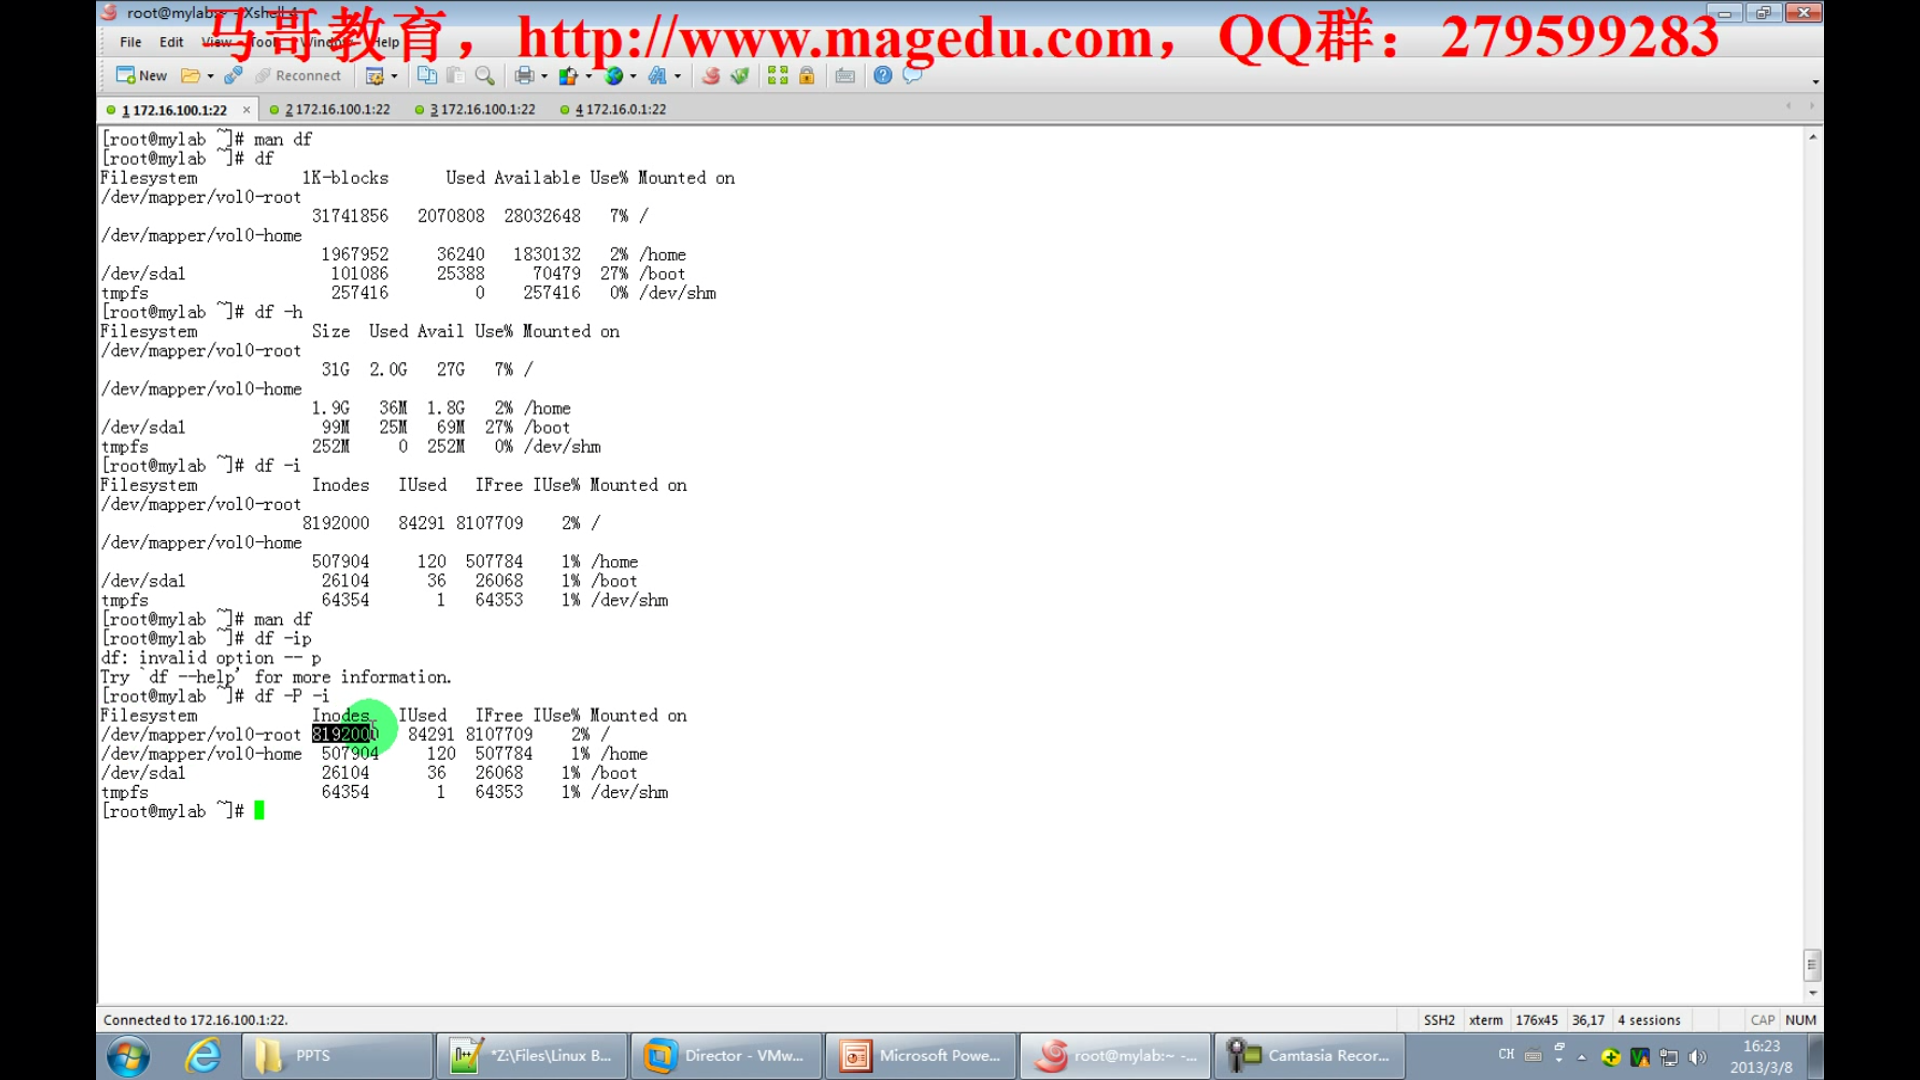 root@mylab:~ - Xshell 4
马哥教育，http://www.magedu.com，QQ群：279599283
File Edit View Tools Window Help
New Reconnect
1 172.16.100.1:22 2 172.16.100.1:22 3 172.16.100.1:22 4 172.16.0.1:22
[root@mylab ~]# man df
[root@mylab ~]# df
Filesystem 1K-blocks Used Available Use% Mounted on
/dev/mapper/vol0-root
31741856 2070808 28032648 7% /
/dev/mapper/vol0-home
1967952 36240 1830132 2% /home
/dev/sda1 101086 25388 70479 27% /boot
tmpfs 257416 0 257416 0% /dev/shm
[root@mylab ~]# df -h
Filesystem Size Used Avail Use% Mounted on
/dev/mapper/vol0-root
31G 2.0G 27G 7% /
/dev/mapper/vol0-home
1.9G 36M 1.8G 2% /home
/dev/sda1 99M 25M 69M 27% /boot
tmpfs 252M 0 252M 0% /dev/shm
[root@mylab ~]# df -i
Filesystem Inodes IUsed IFree IUse% Mounted on
/dev/mapper/vol0-root
8192000 84291 8107709 2% /
/dev/mapper/vol0-home
507904 120 507784 1% /home
/dev/sda1 26104 36 26068 1% /boot
tmpfs 64354 1 64353 1% /dev/shm
[root@mylab ~]# man df
[root@mylab ~]# df -ip
df: invalid option -- p
Try `df --help' for more information.
[root@mylab ~]# df -P -i
Filesystem Inodes IUsed IFree IUse% Mounted on
/dev/mapper/vol0-root 8192000 84291 8107709 2% /
/dev/mapper/vol0-home 507904 120 507784 1% /home
/dev/sda1 26104 36 26068 1% /boot
tmpfs 64354 1 64353 1% /dev/shm
[root@mylab ~]#
Connected to 172.16.100.1:22. SSH2 xterm 176x45 36,17 4 sessions CAP NUM
PPTS *Z:\Files\Linux B... Director - VMw... Microsoft Powe... root@mylab:~ -... Camtasia Recor... CH 16:23
2013/3/8